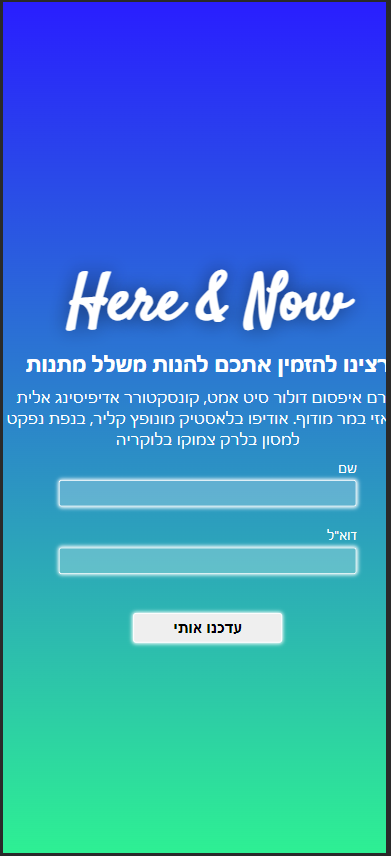 Here & Now
רצינו להזמין אתכם להנות משלל מתנות
רם איפסום דולור סיט אמט, קונסקטורר אדיפיסינג אלית
אזי במר מודוף. אודיפו בלאסטיק מונופץ קליר, בנפת נפקט
למסון בלרק צמוקו בלוקריה
שם
דוא"ל
עדכנו אותי